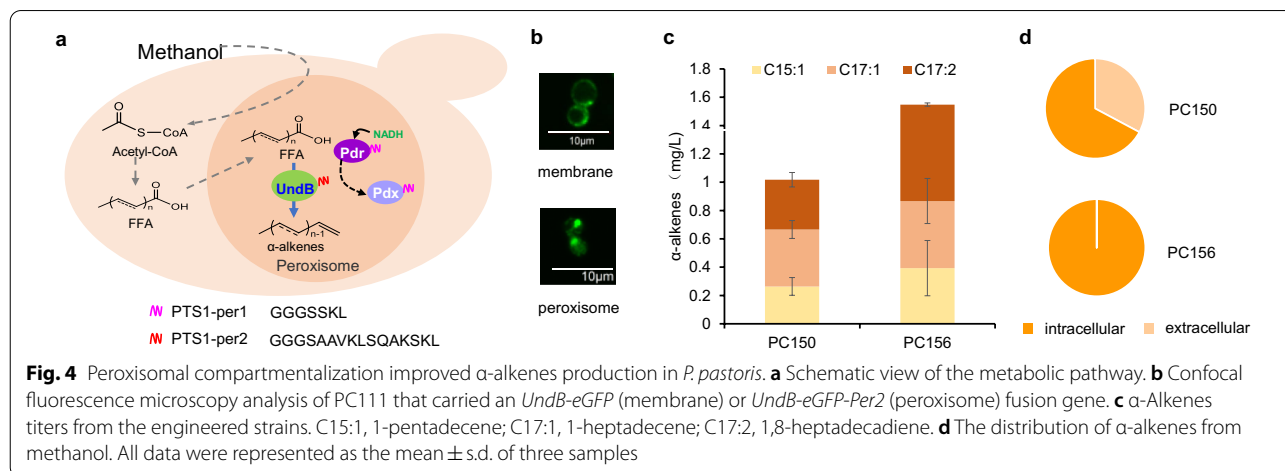 a
Methanol
O
S
CoA
Acetyl-CoA
O
n
OH
FFA
O
n
OH
FFA
NADH
Pdr
UndB
Pdx
n-1
α-alkenes
Peroxisome
PTS1-per1 GGGSSKL
PTS1-per2 GGGSAAVKLSQAKSKL
b
10μm
membrane
10μm
peroxisome
c
C15:1 C17:1 C17:2
α-alkenes (mg/L)
1.8
1.6
1.4
1.2
1
0.8
0.6
0.4
0.2
0
PC150 PC156
d
PC150
PC156
intracellular extracellular
Fig. 4 Peroxisomal compartmentalization improved α-alkenes production in P. pastoris. a Schematic view of the metabolic pathway. b Confocal
fluorescence microscopy analysis of PC111 that carried an UndB-eGFP (membrane) or UndB-eGFP-Per2 (peroxisome) fusion gene. c α-Alkenes
titers from the engineered strains. C15:1, 1-pentadecene; C17:1, 1-heptadecene; C17:2, 1,8-heptadecadiene. d The distribution of α-alkenes from
methanol. All data were represented as the mean ± s.d. of three samples